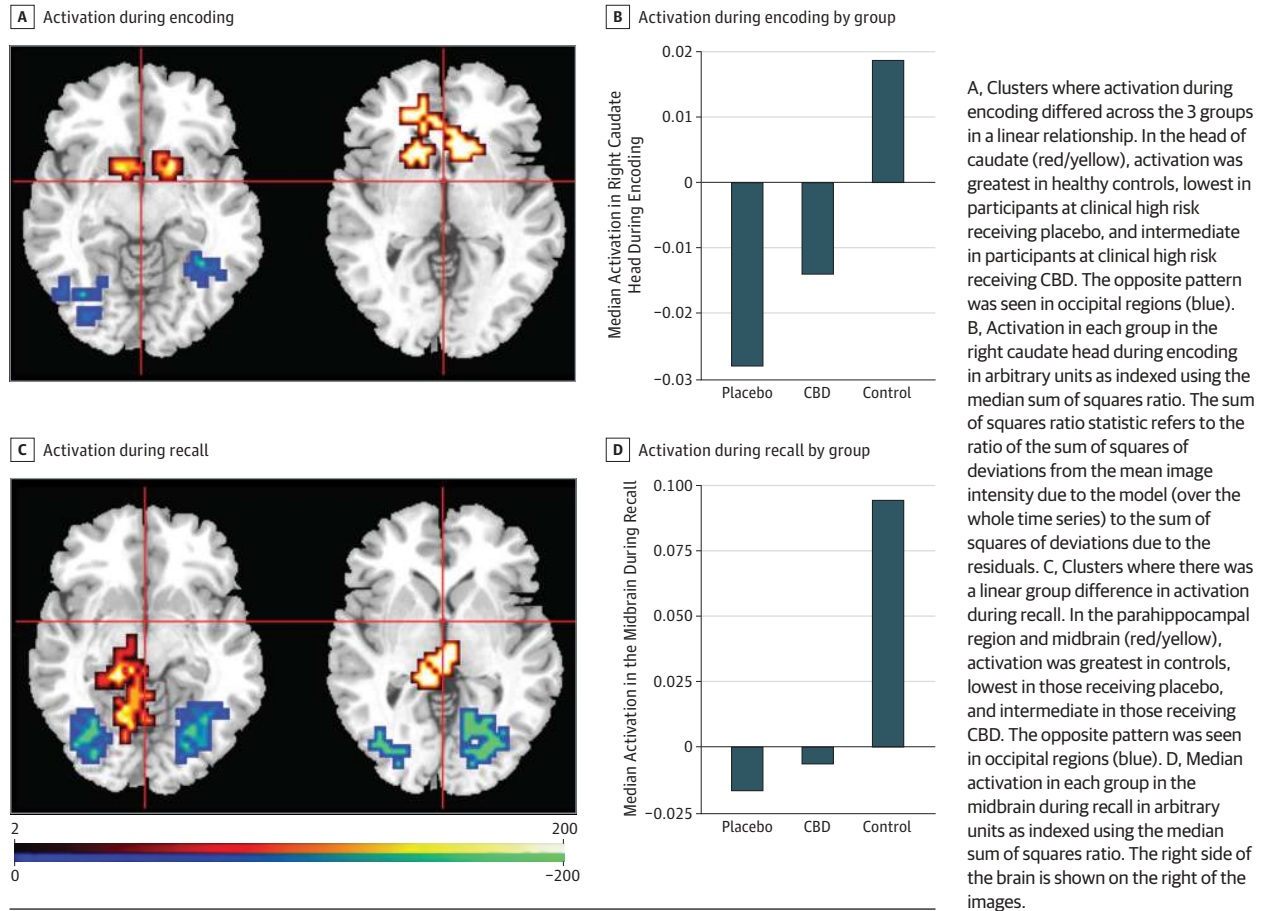 A Activation during encoding
B Activation during encoding by group
Median Activation in Right Caudate
Head During Encoding
0.02
0.01
0
−0.01
−0.02
−0.03
Placebo CBD Control
C Activation during recall
2 200
0 −200
D Activation during recall by group
Median Activation in the Midbrain During Recall
0.100
0.075
0.050
0.025
0
−0.025
Placebo CBD Control
A, Clusters where activation during
encoding differed across the 3 groups
in a linear relationship. In the head of
caudate (red/yellow), activation was
greatest in healthy controls, lowest in
participants at clinical high risk
receiving placebo, and intermediate
in participants at clinical high risk
receiving CBD. The opposite pattern
was seen in occipital regions (blue).
B, Activation in each group in the
right caudate head during encoding
in arbitrary units as indexed using the
median sum of squares ratio. The sum
of squares ratio statistic refers to the
ratio of the sum of squares of
deviations from the mean image
intensity due to the model (over the
whole time series) to the sum of
squares of deviations due to the
residuals. C, Clusters where there was
a linear group difference in activation
during recall. In the parahippocampal
region and midbrain (red/yellow),
activation was greatest in controls,
lowest in those receiving placebo,
and intermediate in those receiving
CBD. The opposite pattern was seen
in occipital regions (blue). D, Median
activation in each group in the
midbrain during recall in arbitrary
units as indexed using the median
sum of squares ratio. The right side of
the brain is shown on the right of the
images.